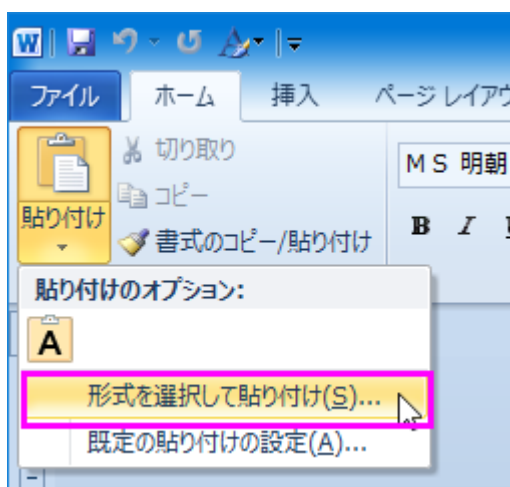 W
ファイル ホーム 挿入 ページ レイアウ
貼り付け
切り取り
コピー
書式のコピー/貼り付け
ＭＳ 明朝
B I U
貼り付けのオプション:
A
形式を選択して貼り付け(S)...
既定の貼り付けの設定(A)...